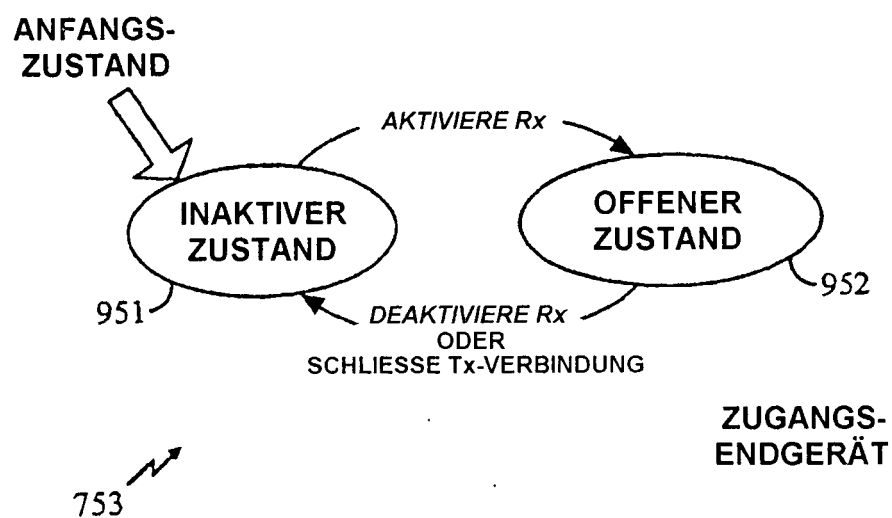 ANFANGS-
ZUSTAND
AKTIVIERE Rx
INAKTIVER
ZUSTAND
OFFENER
ZUSTAND
951
952
DEAKTIVIERE Rx
ODER
SCHLIESSE Tx-VERBINDUNG
ZUGANGS-
ENDGERÄT
753